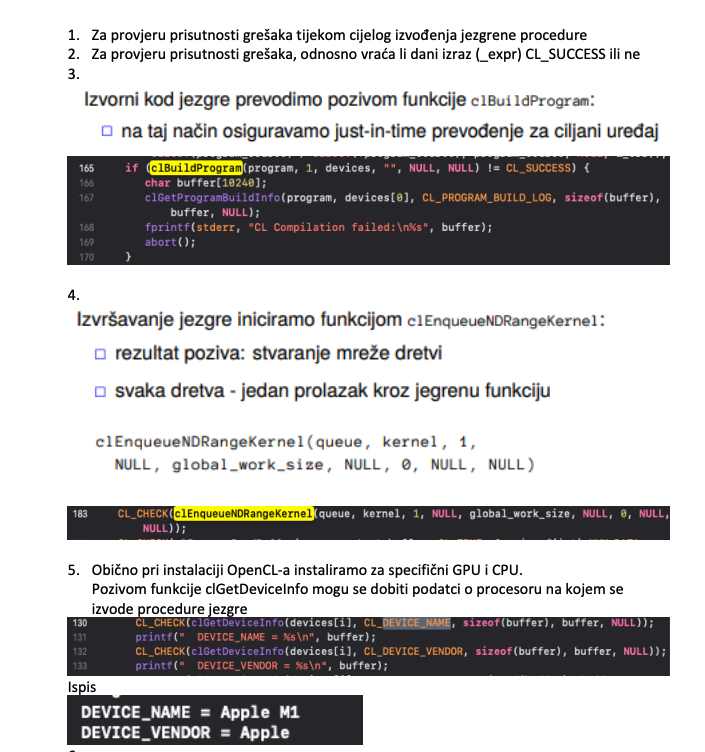 1. Za provjeru prisutnosti grešaka tijekom cijelog izvođenja jezgrene procedure
2. Za provjeru prisutnosti grešaka, odnosno vraća li dani izraz (_expr) CL_SUCCESS ili ne
3.
Izvorni kod jezgre prevodimo pozivom funkcije clBuildProgram:
na taj način osiguravamo just-in-time prevođenje za ciljani uređaj
165 if (clBuildProgram(program, 1, devices, "", NULL, NULL) != CL_SUCCESS) {
166 char buffer[10240];
167 clGetProgramBuildInfo(program, devices[0], CL_PROGRAM_BUILD_LOG, sizeof(buffer),
buffer, NULL);
168 fprintf(stderr, "CL Compilation failed:\n%s", buffer);
169 abort();
170 }
4.
Izvršavanje jezgre iniciramo funkcijom clEnqueueNDRangeKernel:
rezultat poziva: stvaranje mreže dretvi
svaka dretva - jedan prolazak kroz jegrenu funkciju
clEnqueueNDRangeKernel(queue, kernel, 1,
NULL, global_work_size, NULL, 0, NULL, NULL)
183 CL_CHECK(clEnqueueNDRangeKernel(queue, kernel, 1, NULL, global_work_size, NULL, 0, NULL,
NULL));
5. Obično pri instalaciji OpenCL-a instaliramo za specifični GPU i CPU.
Pozivom funkcije clGetDeviceInfo mogu se dobiti podatci o procesoru na kojem se
izvode procedure jezgre
130 CL_CHECK(clGetDeviceInfo(devices[i], CL_DEVICE_NAME, sizeof(buffer), buffer, NULL));
131 printf(" DEVICE_NAME = %s\n", buffer);
132 CL_CHECK(clGetDeviceInfo(devices[i], CL_DEVICE_VENDOR, sizeof(buffer), buffer, NULL));
133 printf(" DEVICE_VENDOR = %s\n", buffer);
Ispis
DEVICE_NAME = Apple M1
DEVICE_VENDOR = Apple